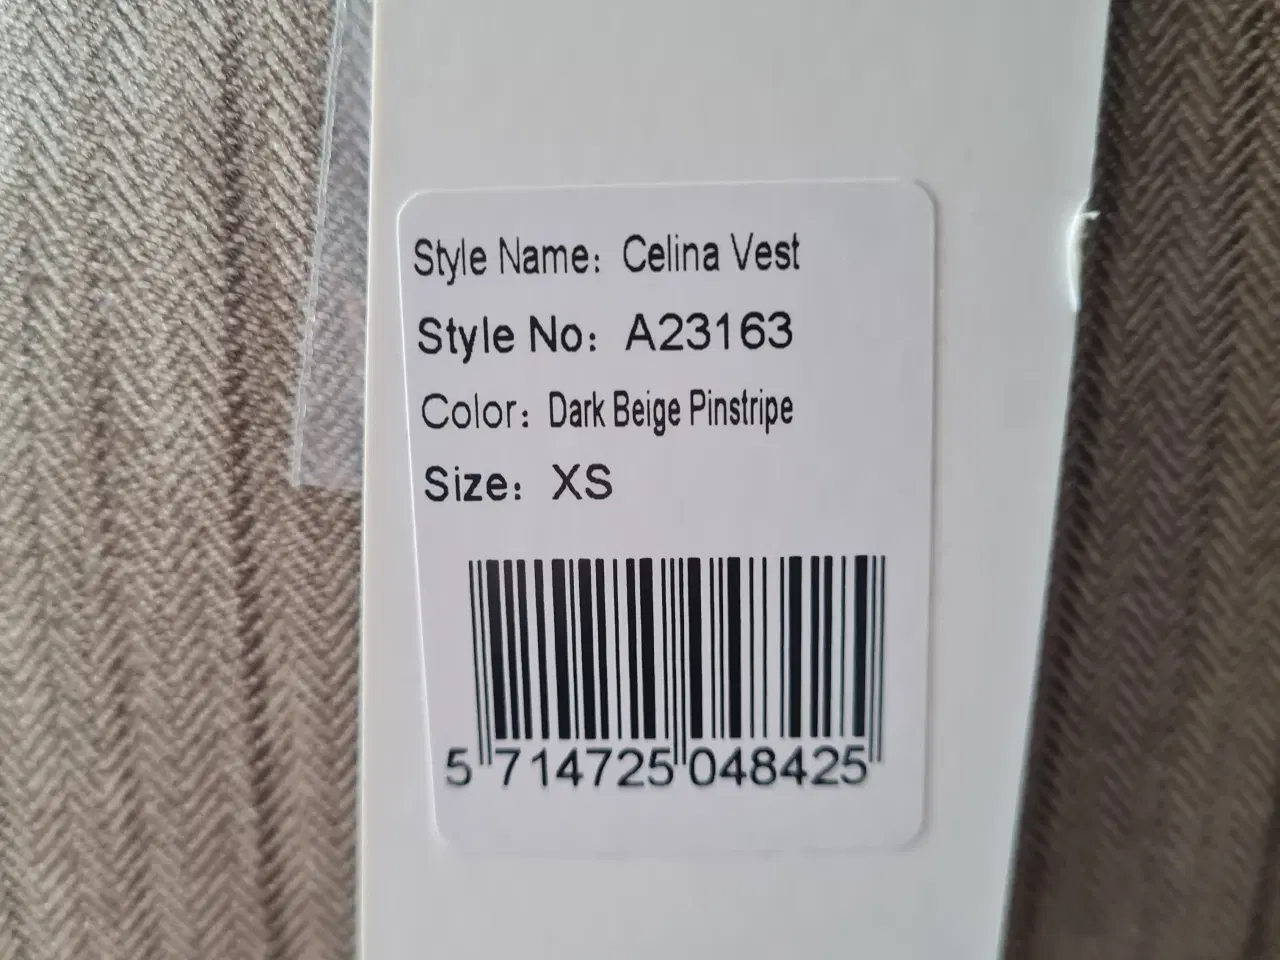 Style Name: Celina Vest
Style No: A23163
Color: Dark Beige Pinstripe
Size: XS
5 714725 048425